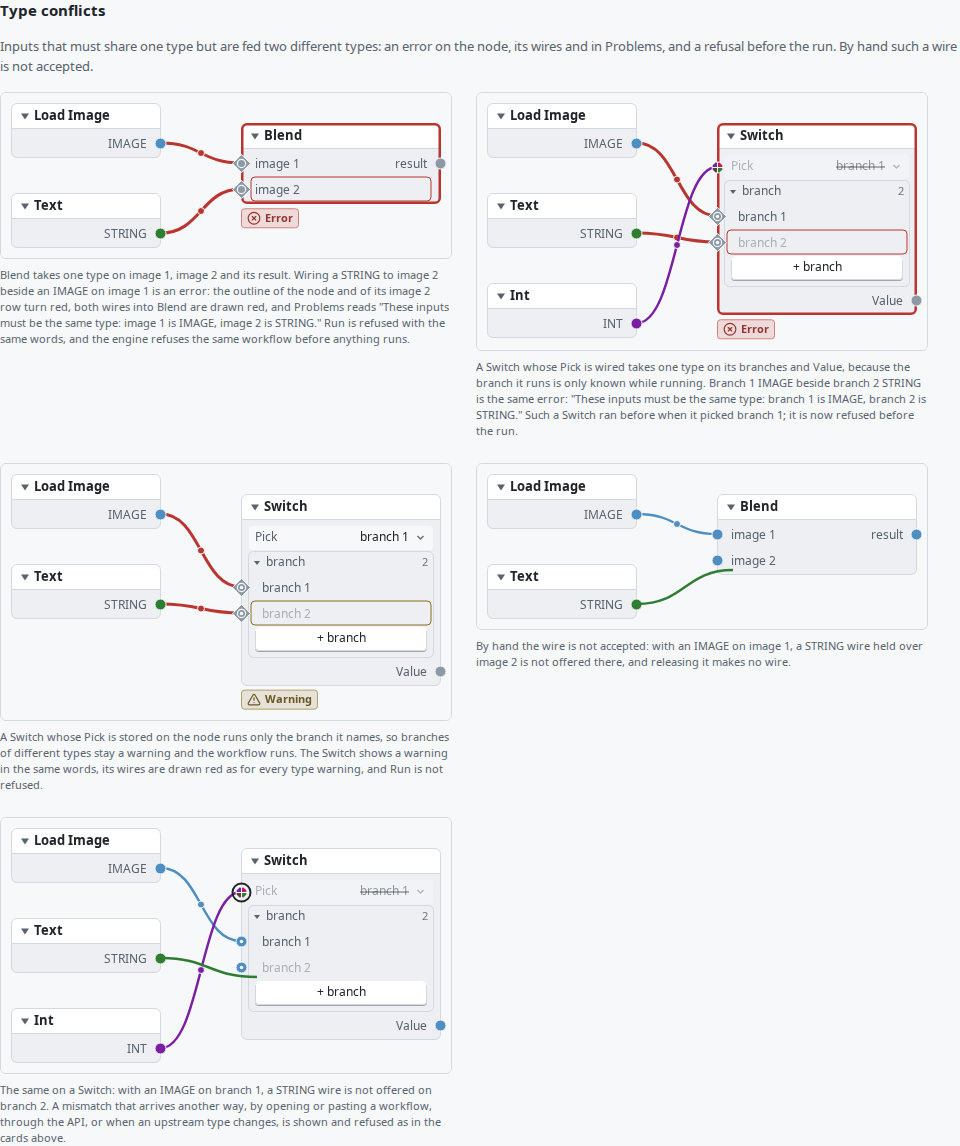 Type conflicts
Inputs that must share one type but are fed two different types: an error on the node, its wires and in Problems, and a refusal before the run. By hand such a wire
is not accepted.
Load Image
IMAGE
Text
STRING
Blend
image 1
result
image 2
Error
Blend takes one type on image 1, image 2 and its result. Wiring a STRING to image 2
beside an IMAGE on image 1 is an error: the outline of the node and of its image 2
row turn red, both wires into Blend are drawn red, and Problems reads "These inputs
must be the same type: image 1 is IMAGE, image 2 is STRING." Run is refused with the
same words, and the engine refuses the same workflow before anything runs.
Load Image
IMAGE
Text
STRING
Int
INT
Switch
Pick
branch 1
branch
2
branch 1
branch 2
+ branch
Value
Error
A Switch whose Pick is wired takes one type on its branches and Value, because the
branch it runs is only known while running. Branch 1 IMAGE beside branch 2 STRING
is the same error: "These inputs must be the same type: branch 1 is IMAGE, branch 2 is
STRING." Such a Switch ran before when it picked branch 1; it is now refused before
the run.
Load Image
IMAGE
Text
STRING
Switch
Pick
branch 1
branch
2
branch 1
branch 2
+ branch
Value
Warning
A Switch whose Pick is stored on the node runs only the branch it names, so branches
of different types stay a warning and the workflow runs. The Switch shows a warning
in the same words, its wires are drawn red as for every type warning, and Run is not
refused.
Load Image
IMAGE
Text
STRING
Blend
image 1
result
image 2
By hand the wire is not accepted: with an IMAGE on image 1, a STRING wire held over
image 2 is not offered there, and releasing it makes no wire.
Load Image
IMAGE
Text
STRING
Int
INT
Switch
Pick
branch 1
branch
2
branch 1
branch 2
+ branch
Value
The same on a Switch: with an IMAGE on branch 1, a STRING wire is not offered on
branch 2. A mismatch that arrives another way, by opening or pasting a workflow,
through the API, or when an upstream type changes, is shown and refused as in the
cards above.